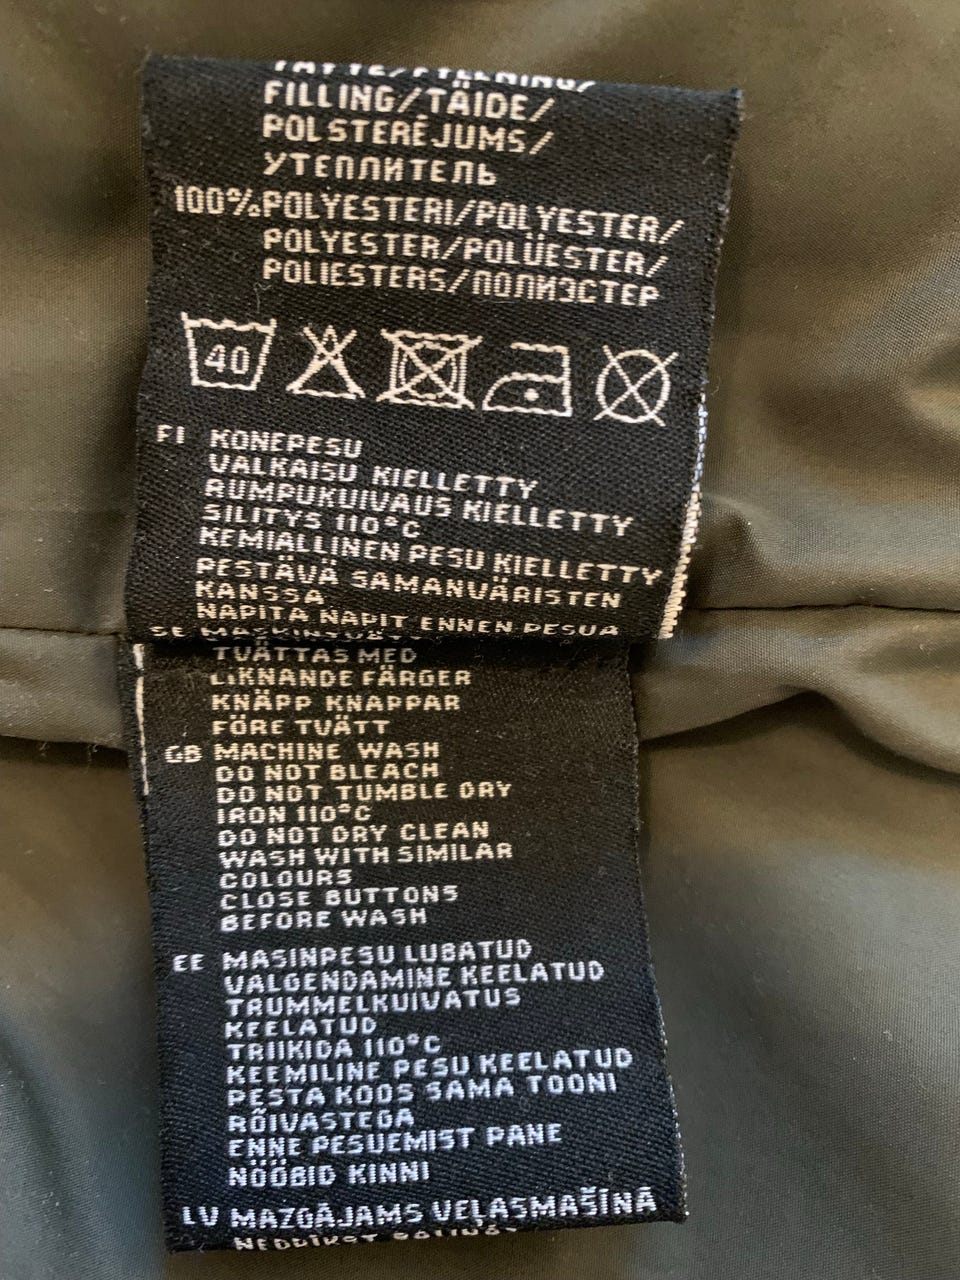 FILLING/TÄIDE/
POLSTERĒJUMS/
УТЕПЛИТЕЛЬ
100%POLYESTERI/POLYESTER/
POLYESTER/POLÜESTER/
POLIESTERS/ПОЛИЭСТЕР
40
FI KONEPESU
VALKAISU KIELLETTY
RUMPUKUIVAUS KIELLETTY
SILITYS 110°C
KEMIALLINEN PESU KIELLETTY
PESTÄVÄ SAMANVÄRISTEN
KANSSA
NAPITA NAPIT ENNEN PESUA
SE
TVÄTTAS MED
LIKNANDE FÄRGER
KNÄPP KNAPPAR
FÖRE TVÄTT
GB MACHINE WASH
DO NOT BLEACH
DO NOT TUMBLE DRY
IRON 110°C
DO NOT DRY CLEAN
WASH WITH SIMILAR
COLOURS
CLOSE BUTTONS
BEFORE WASH
EE MASINPESU LUBATUD
VALGENDAMINE KEELATUD
TRUMMELKUIVATUS
KEELATUD
TRIIKIDA 110°C
KEEMILINE PESU KEELATUD
PESTA KOOS SAMA TOONI
RÕIVASTEGA
ENNE PESUEMIST PANE
NÖÖBID KINNI
LV MAZGĀJAMS VEĻASMAŠĪNĀ